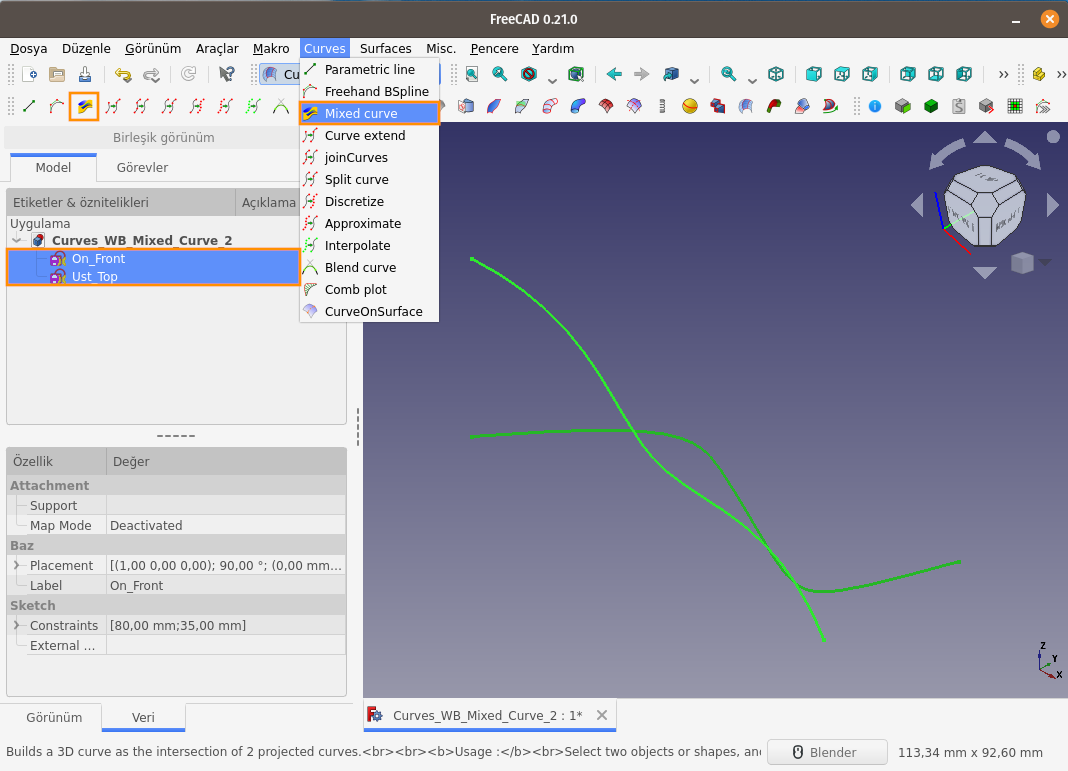 FreeCAD 0.21.0
Dosya Düzenle Görünüm Araçlar Makro Curves Surfaces Misc. Pencere Yardım
Cu
Parametric line
Freehand BSpline
Mixed curve
Curve extend
joinCurves
Split curve
Discretize
Approximate
Interpolate
Blend curve
Comb plot
CurveOnSurface
Birleşik görünüm
Model Görevler
Etiketler & öznitelikleri Açıklama
Uygulama
Curves_WB_Mixed_Curve_2
On_Front
Ust_Top
Özellik Değer
Attachment
Support
Map Mode Deactivated
Baz
Placement [(1,00 0,00 0,00); 90,00 °; (0,00 mm...
Label On_Front
Sketch
Constraints [80,00 mm;35,00 mm]
External ...
Z
Y
X
Görünüm Veri
Curves_WB_Mixed_Curve_2 : 1*
Builds a 3D curve as the intersection of 2 projected curves.<br><br><b>Usage :</b><br>Select two objects or shapes, an
Blender
113,34 mm x 92,60 mm